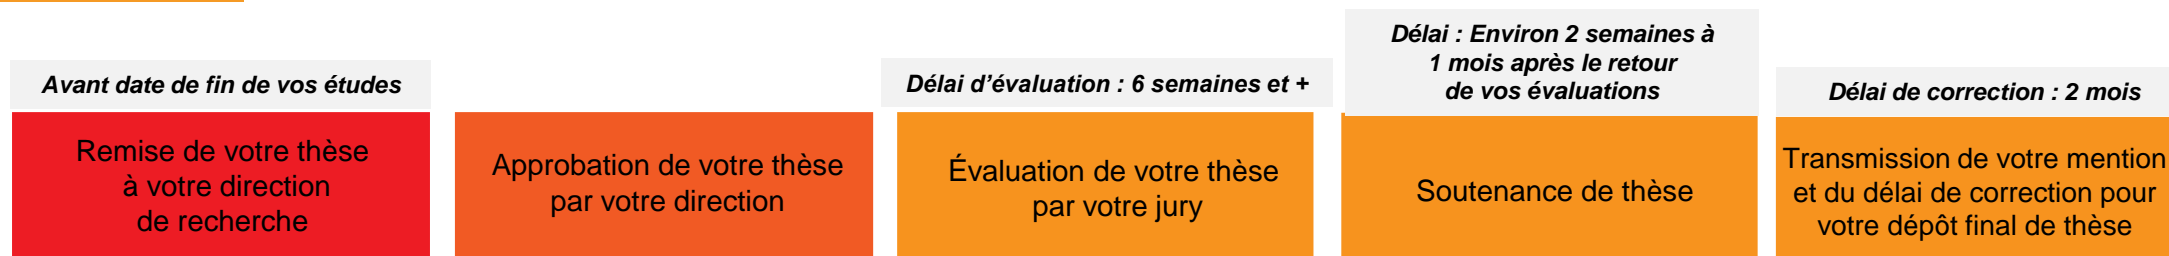 Avant date de fin de vos études
Remise de votre thèse
à votre direction
de recherche
Approbation de votre thèse
par votre direction
Délai d’évaluation : 6 semaines et +
Évaluation de votre thèse
par votre jury
Délai : Environ 2 semaines à
1 mois après le retour
de vos évaluations
Soutenance de thèse
Délai de correction : 2 mois
Transmission de votre mention
et du délai de correction pour
votre dépôt final de thèse